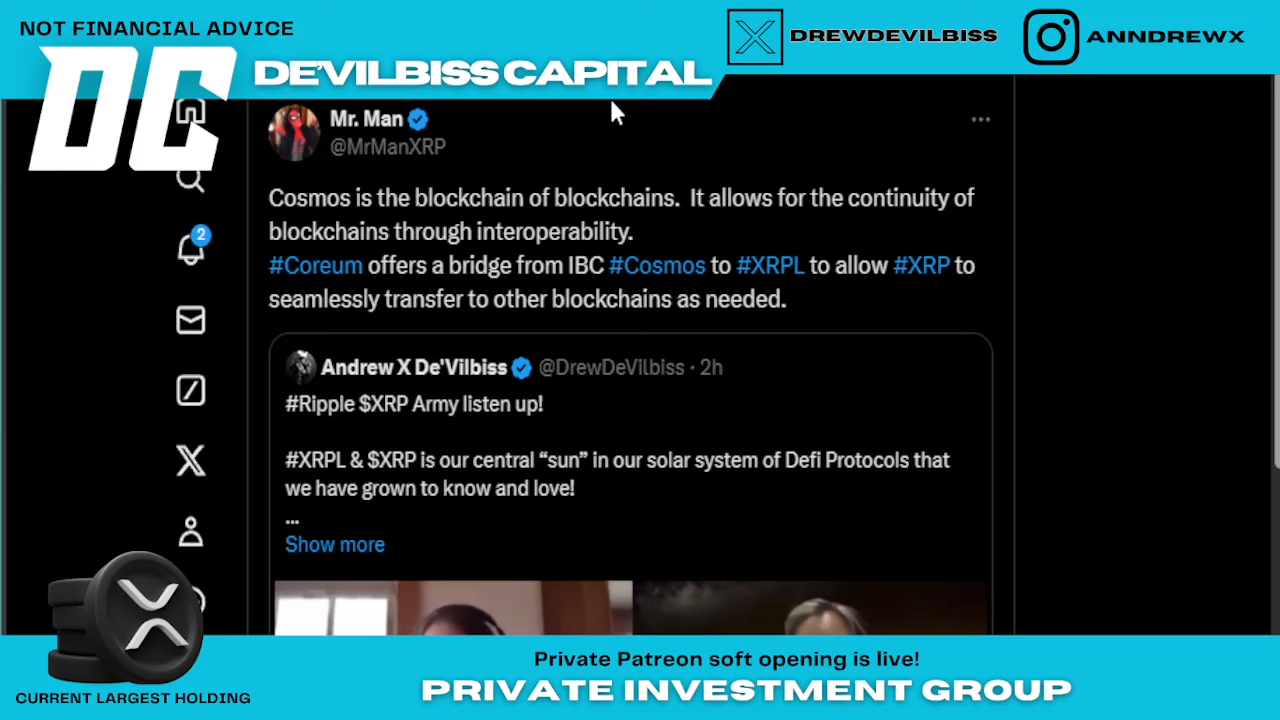 NOT FINANCIAL ADVICE
DC
DE'VILBISS CAPITAL
DREWDEVILBISS
ANNDREWX
Mr. Man
@MrManXRP
Cosmos is the blockchain of blockchains. It allows for the continuity of
blockchains through interoperability.
#Coreum offers a bridge from IBC #Cosmos to #XRPL to allow #XRP to
seamlessly transfer to other blockchains as needed.
2
Andrew X De'Vilbiss @DrewDeVilbiss · 2h
#Ripple $XRP Army listen up!
#XRPL & $XRP is our central “sun” in our solar system of Defi Protocols that
we have grown to know and love!
...
Show more
CURRENT LARGEST HOLDING
Private Patreon soft opening is live!
PRIVATE INVESTMENT GROUP